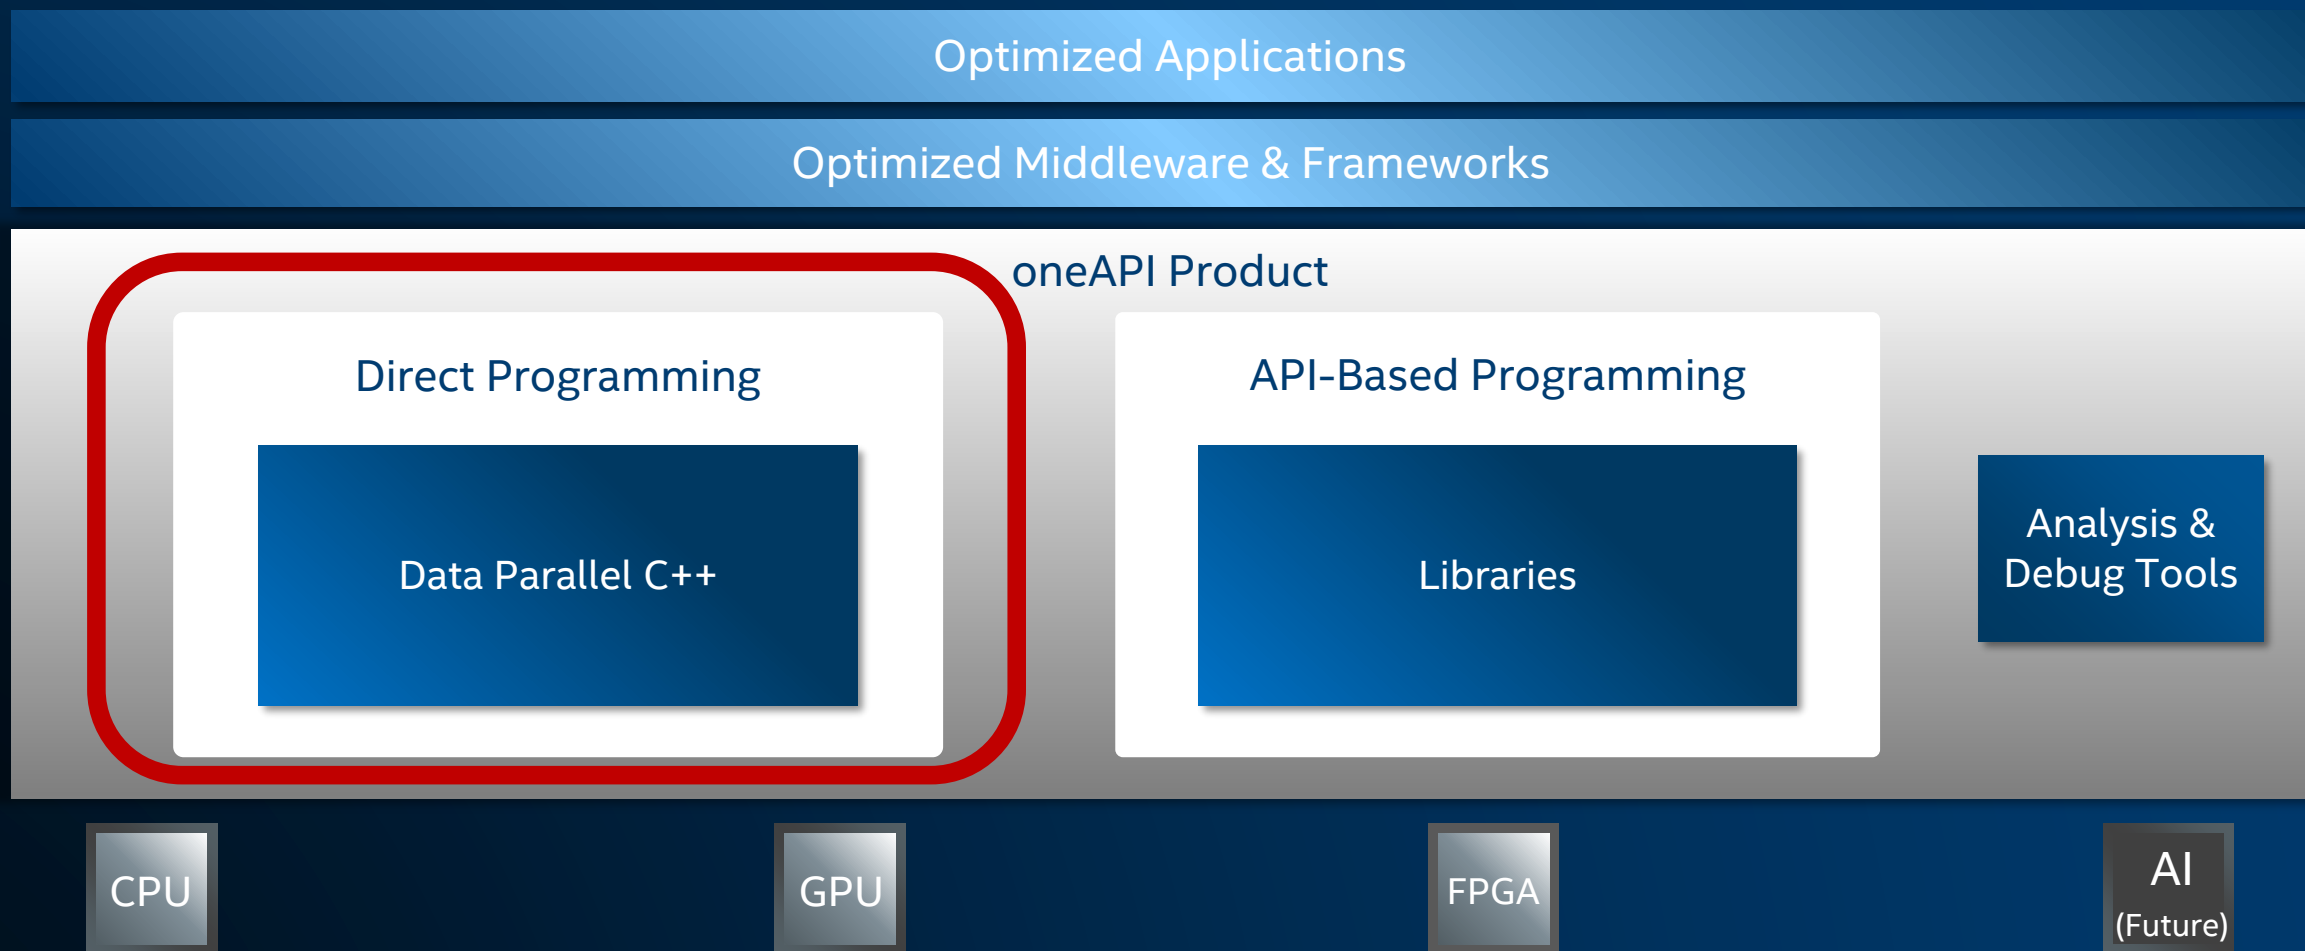 Optimized Applications
Optimized Middleware & Frameworks
oneAPI Product
Direct Programming
Data Parallel C++
API-Based Programming
Libraries
Analysis &
Debug Tools
CPU
GPU
FPGA
AI
(Future)